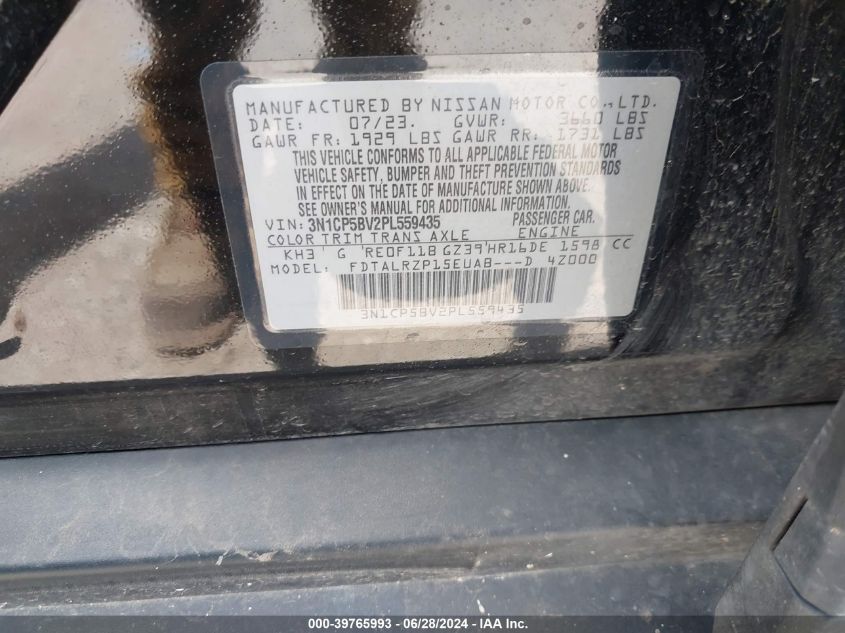 MANUFACTURED BY NISSAN MOTOR CO., LTD.
DATE: 07/23. GVWR: 3660 LBS
GAWR FR: 1929 LBS GAWR RR: 1731 LBS
THIS VEHICLE CONFORMS TO ALL APPLICABLE FEDERAL MOTOR
VEHICLE SAFETY, BUMPER AND THEFT PREVENTION STANDARDS
IN EFFECT ON THE DATE OF MANUFACTURE SHOWN ABOVE.
SEE OWNER'S MANUAL FOR ADDITIONAL INFORMATION.
VIN: 3N1CP5BV2PL559435 PASSENGER CAR.
COLOR TRIM TRANS AXLE ENGINE
KH3 ' G 'RE0F11B GZ39'HR16DE 1598 CC
MODEL: FDTALRZP15EUAB---D 4Z000
3N1CP5BV2PL559435
000-39765993 - 06/28/2024 - © IAA Holdings, LLC.